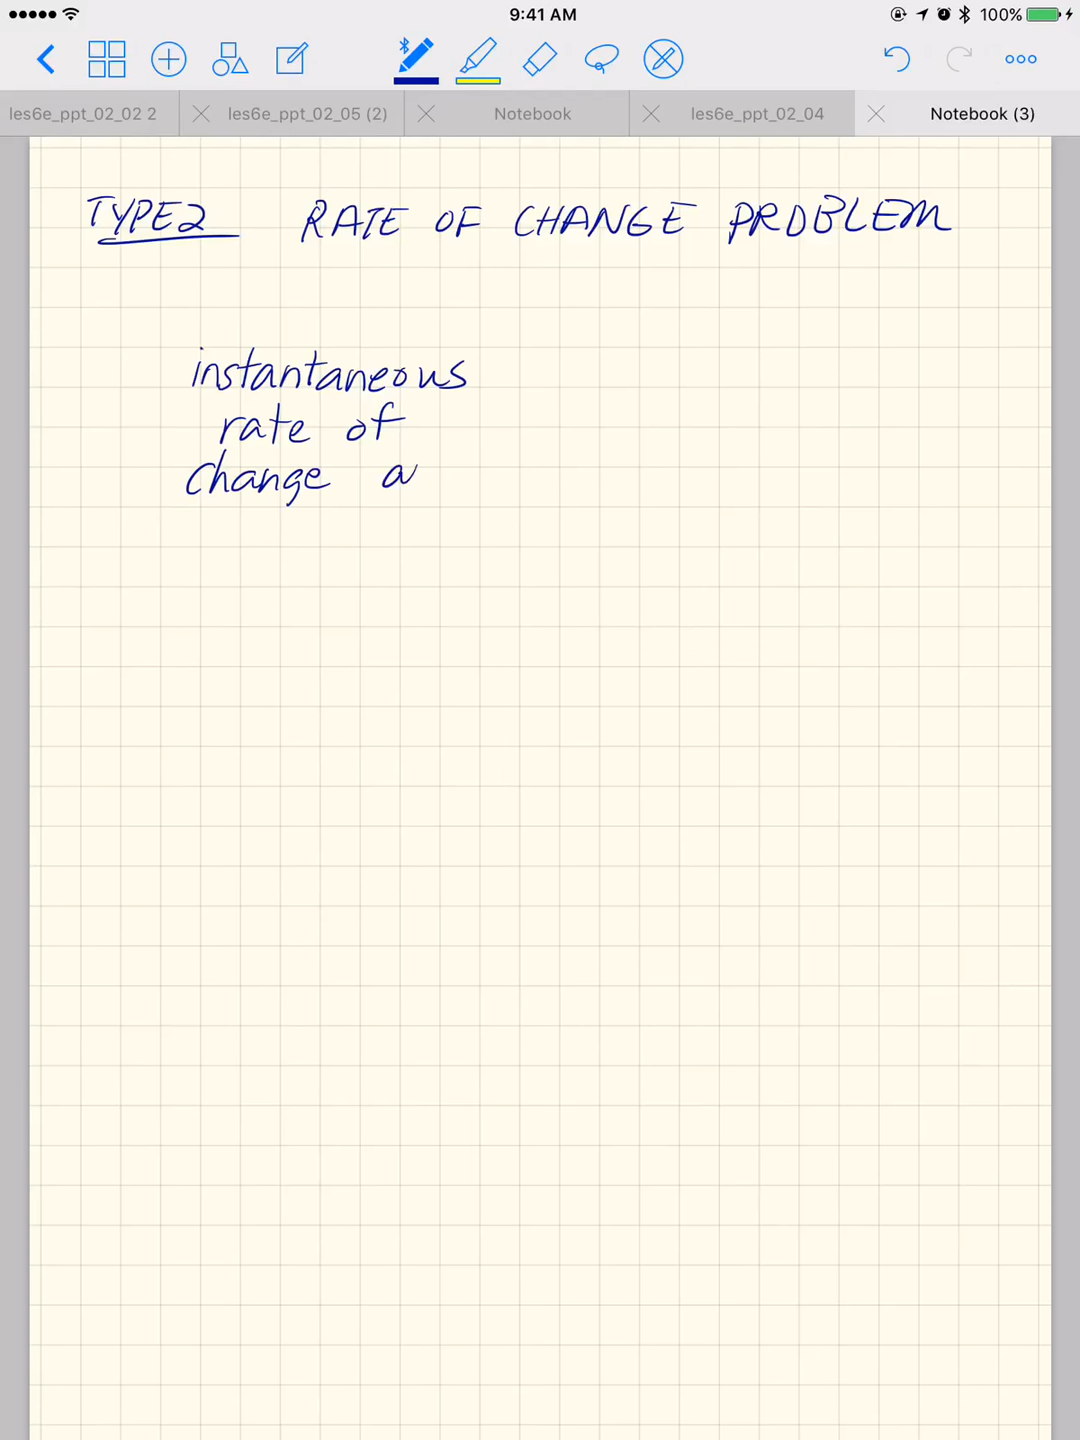 9:41 AM
100%
les6e_ppt_02_02 2
les6e_ppt_02_05 (2)
Notebook
les6e_ppt_02_04
Notebook (3)
TYPE2 RATE OF CHANGE PROBLEM
instantaneous
rate of
change a